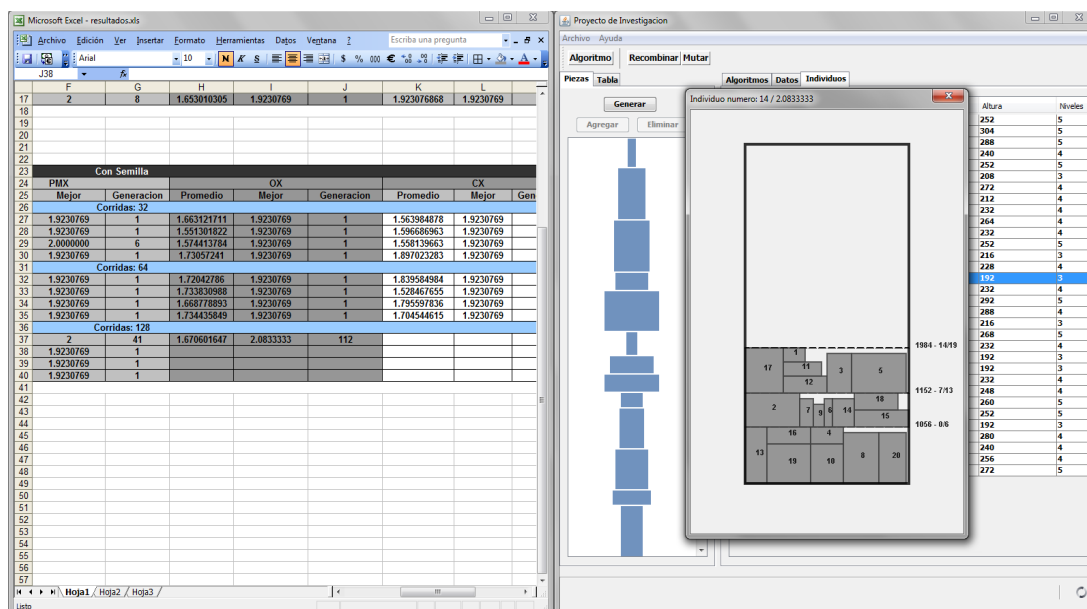 Microsoft Excel - resultados.xls
Archivo Edición Ver Insertar Formato Herramientas Datos Ventana ? Escriba una pregunta
Arial 10 N K S $ % 000 €
J38 fx
F G H I J K L
17 2 8 1.653010305 1.9230769 1 1.923076868 1.9230769
18
19
20
21
22
23 Con Semilla
24 PMX OX CX
25 Mejor Generacion Promedio Mejor Generacion Promedio Mejor Gen
26 Corridas: 32
27 1.9230769 1 1.663121711 1.9230769 1 1.563984878 1.9230769
28 1.9230769 1 1.551301822 1.9230769 1 1.596686963 1.9230769
29 2.0000000 6 1.574413784 1.9230769 1 1.558139663 1.9230769
30 1.9230769 1 1.73057241 1.9230769 1 1.897023283 1.9230769
31 Corridas: 64
32 1.9230769 1 1.72042786 1.9230769 1 1.839584984 1.9230769
33 1.9230769 1 1.733830988 1.9230769 1 1.528467655 1.9230769
34 1.9230769 1 1.668778893 1.9230769 1 1.795597836 1.9230769
35 1.9230769 1 1.734435849 1.9230769 1 1.704544615 1.9230769
36 Corridas: 128
37 2 41 1.670601647 2.0833333 112
38 1.9230769 1
39 1.9230769 1
40 1.9230769 1
41
42
43
44
45
46
47
48
49
50
51
52
53
54
55
56
57
Hoja1 / Hoja2 / Hoja3 /
Listo
Proyecto de Investigacion
Archivo Ayuda
Algoritmo Recombinar Mutar
Piezas Tabla
Algoritmos Datos Individuos
Generar
Agregar Eliminar
Individuo numero: 14 / 2.0833333
1984 - 14/19
1 17 11 12 3 5
1152 - 7/13
2 7 9 6 14 18 15
1056 - 0/6
16 4 13 19 10 8 20
Altura Niveles
252 5
304 5
288 5
240 4
252 5
208 3
272 4
212 4
232 4
264 4
232 4
252 5
216 3
228 4
192 3
232 4
292 5
288 4
216 3
268 5
232 4
192 3
192 3
232 4
248 4
260 5
252 5
192 3
280 4
240 4
256 4
272 5